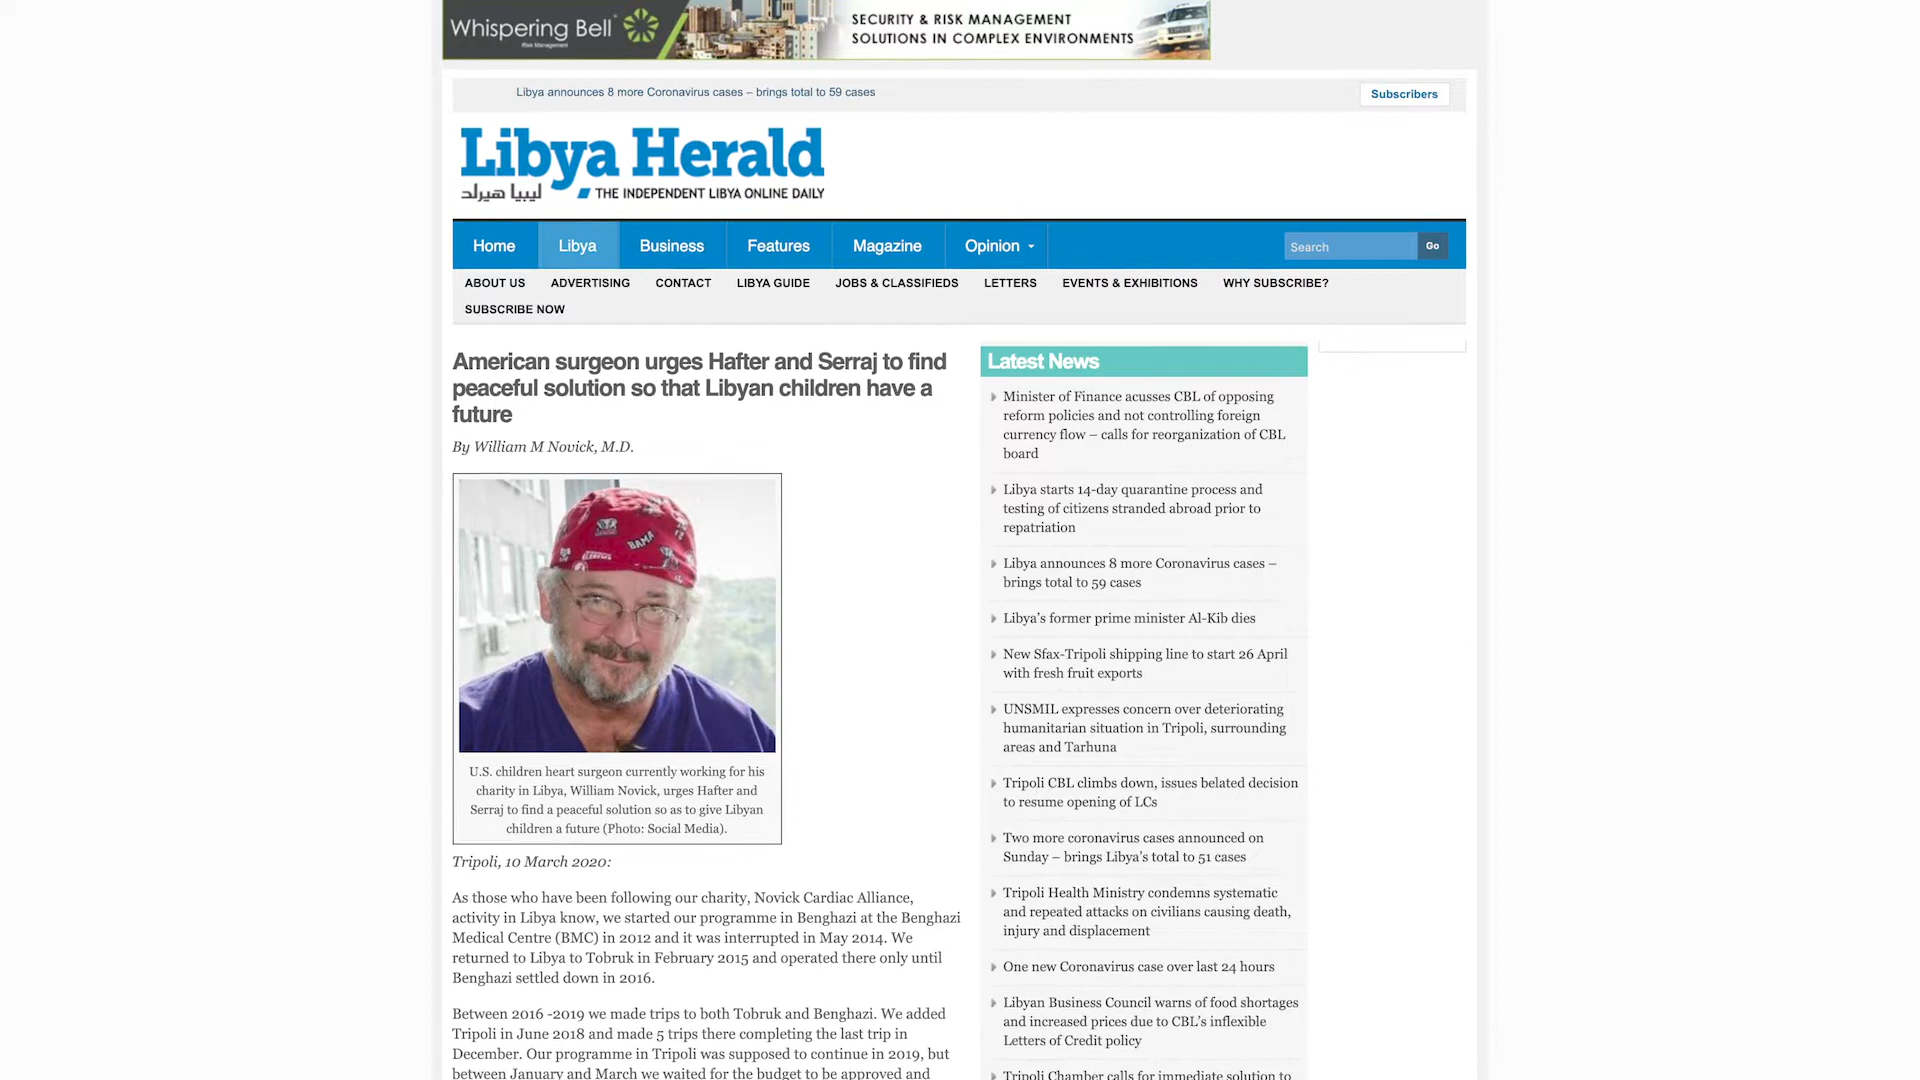 Whispering Bell
Risk Management
SECURITY & RISK MANAGEMENT
SOLUTIONS IN COMPLEX ENVIRONMENTS
Libya announces 8 more Coronavirus cases – brings total to 59 cases
Subscribers
Libya Herald
ليبيا هيرلد
THE INDEPENDENT LIBYA ONLINE DAILY
Home
Libya
Business
Features
Magazine
Opinion
Search
Go
ABOUT US
ADVERTISING
CONTACT
LIBYA GUIDE
JOBS & CLASSIFIEDS
LETTERS
EVENTS & EXHIBITIONS
WHY SUBSCRIBE?
SUBSCRIBE NOW
American surgeon urges Hafter and Serraj to find
peaceful solution so that Libyan children have a
future
By William M Novick, M.D.
BAMA
U.S. children heart surgeon currently working for his
charity in Libya, William Novick, urges Hafter and
Serraj to find a peaceful solution so as to give Libyan
children a future (Photo: Social Media).
Tripoli, 10 March 2020:
As those who have been following our charity, Novick Cardiac Alliance,
activity in Libya know, we started our programme in Benghazi at the Benghazi
Medical Centre (BMC) in 2012 and it was interrupted in May 2014. We
returned to Libya to Tobruk in February 2015 and operated there only until
Benghazi settled down in 2016.
Between 2016 -2019 we made trips to both Tobruk and Benghazi. We added
Tripoli in June 2018 and made 5 trips there completing the last trip in
December. Our programme in Tripoli was supposed to continue in 2019, but
between January and March we waited for the budget to be approved and
Latest News
Minister of Finance acusses CBL of opposing
reform policies and not controlling foreign
currency flow – calls for reorganization of CBL
board
Libya starts 14-day quarantine process and
testing of citizens stranded abroad prior to
repatriation
Libya announces 8 more Coronavirus cases –
brings total to 59 cases
Libya's former prime minister Al-Kib dies
New Sfax-Tripoli shipping line to start 26 April
with fresh fruit exports
UNSMIL expresses concern over deteriorating
humanitarian situation in Tripoli, surrounding
areas and Tarhuna
Tripoli CBL climbs down, issues belated decision
to resume opening of LCs
Two more coronavirus cases announced on
Sunday – brings Libya's total to 51 cases
Tripoli Health Ministry condemns systematic
and repeated attacks on civilians causing death,
injury and displacement
One new Coronavirus case over last 24 hours
Libyan Business Council warns of food shortages
and increased prices due to CBL's inflexible
Letters of Credit policy
Tripoli Chamber calls for immediate solution to